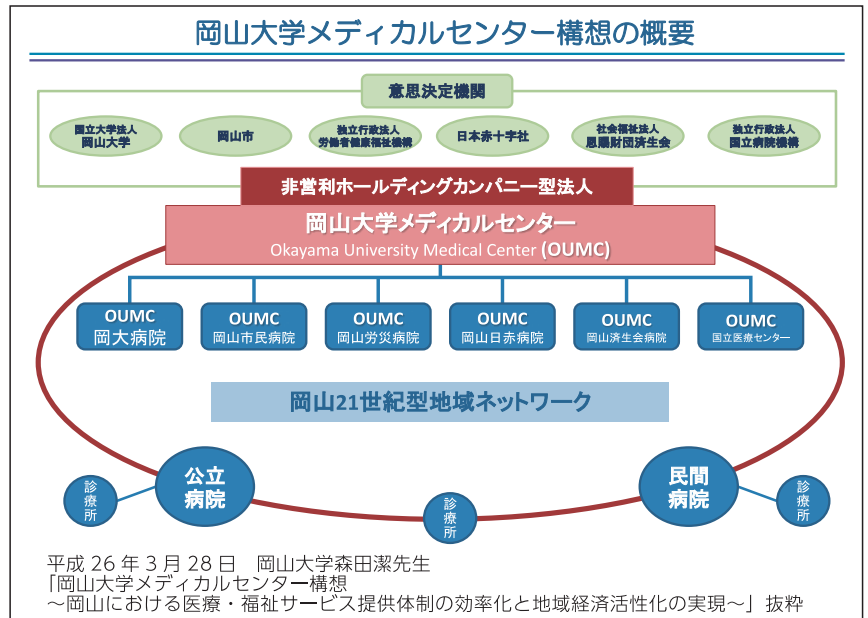 岡山大学メディカルセンター構想の概要
意思決定機関
国立大学法人
岡山大学
岡山市
独立行政法人
労働者健康福祉機構
日本赤十字社
社会福祉法人
恩賜財団済生会
独立行政法人
国立病院機構
非営利ホールディングカンパニー型法人
岡山大学メディカルセンター
Okayama University Medical Center (OUMC)
OUMC
岡大病院
OUMC
岡山市民病院
OUMC
岡山労災病院
OUMC
岡山日赤病院
OUMC
岡山済生会病院
OUMC
国立医療センター
岡山21世紀型地域ネットワーク
公立
病院
民間
病院
診療所
診療所
診療所
平成 26 年 3 月 28 日　岡山大学森田潔先生
「岡山大学メディカルセンター構想
～岡山における医療・福祉サービス提供体制の効率化と地域経済活性化の実現～」抜粋